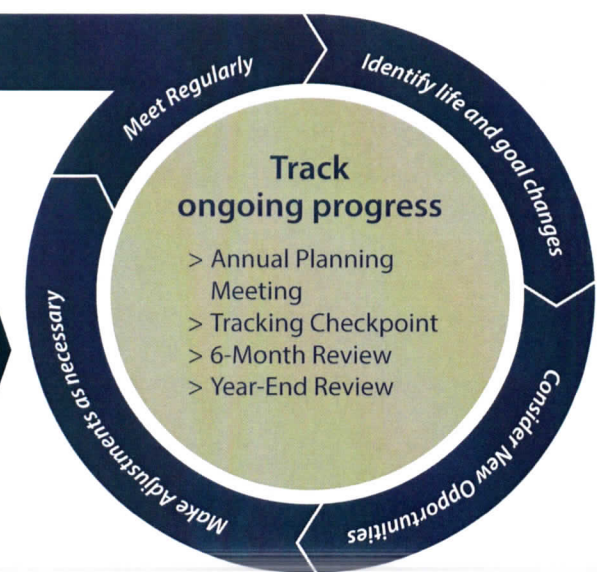 Meet Regularly
Identify life and goal changes
Consider New Opportunities
Make Adjustments as necessary
Track
ongoing progress
> Annual Planning
Meeting
> Tracking Checkpoint
> 6-Month Review
> Year-End Review